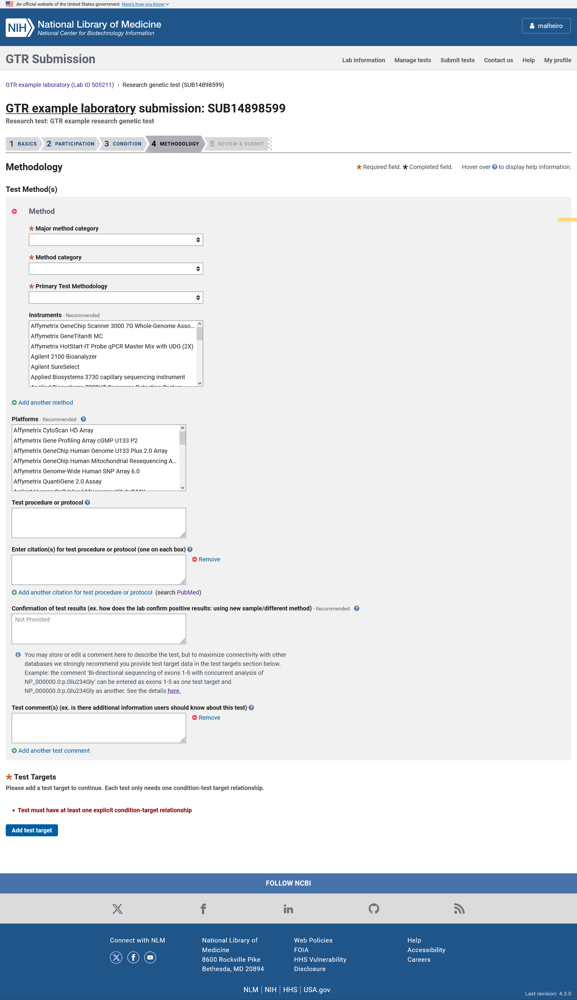 An official website of the United States government Here's how you know
NIH National Library of Medicine
National Center for Biotechnology Information
malheiro
GTR Submission
Lab information Manage tests Submit tests Contact us Help My profile
GTR example laboratory (Lab ID 505211) › Research genetic test (SUB14898599)
GTR example laboratory submission: SUB14898599
Research test: GTR example research genetic test
1 BASICS 2 PARTICIPATION 3 CONDITION 4 METHODOLOGY 5 REVIEW & SUBMIT
Methodology
* Required field. * Completed field. Hover over ? to display help information.
Test Method(s)
Method
* Major method category
* Method category
* Primary Test Methodology
Instruments - Recommended
Affymetrix GeneChip Scanner 3000 7G Whole-Genome Asso...
Affymetrix GeneTitan® MC
Affymetrix HotStart-IT Probe qPCR Master Mix with UDG (2X)
Agilent 2100 Bioanalyzer
Agilent SureSelect
Applied Biosystems 3730 capillary sequencing instrument
Applied Biosystems 7900HT Sequence Detection System
Add another method
Platforms - Recommended ?
Affymetrix CytoScan HD Array
Affymetrix Gene Profiling Array cGMP U133 P2
Affymetrix GeneChip Human Genome U133 Plus 2.0 Array
Affymetrix GeneChip Human Mitochondrial Resequencing A...
Affymetrix Genome-Wide Human SNP Array 6.0
Affymetrix QuantiGene 2.0 Assay
Agilent Human CpG Island Microarray Kit, 1x244K
Test procedure or protocol ?
Enter citation(s) for test procedure or protocol (one on each box) ?
Remove
Add another citation for test procedure or protocol (search PubMed)
Confirmation of test results (ex. how does the lab confirm positive results: using new sample/different method) - Recommended ?
Not Provided
You may store or edit a comment here to describe the test, but to maximize connectivity with other
databases we strongly recommend you provide test target data in the test targets section below.
Example: the comment 'Bi-directional sequencing of exons 1-5 with concurrent analysis of
NP_000000.0:p.Glu234Gly' can be entered as exons 1-5 as one test target and
NP_000000.0:p.Glu234Gly as another. See the details here.
Test comment(s) (ex. is there additional information users should know about this test) ?
Remove
Add another test comment
* Test Targets
Please add a test target to continue. Each test only needs one condition-test target relationship.
• Test must have at least one explicit condition-target relationship
Add test target
FOLLOW NCBI
Connect with NLM
National Library of
Medicine
8600 Rockville Pike
Bethesda, MD 20894
Web Policies
FOIA
HHS Vulnerability
Disclosure
Help
Accessibility
Careers
NLM | NIH | HHS | USA.gov
Last revision: 4.3.0